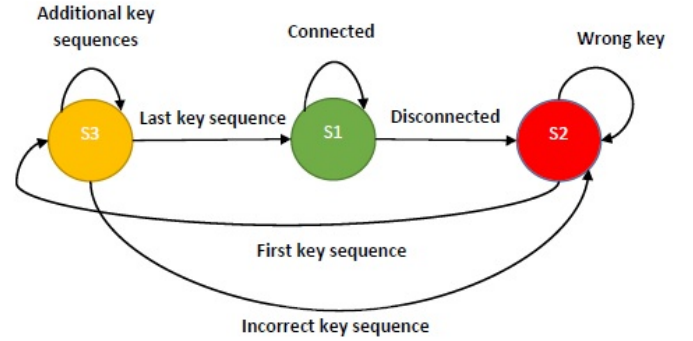 Additional key
sequences
Connected
Wrong key
Last key sequence
Disconnected
S3
S1
S2
First key sequence
Incorrect key sequence